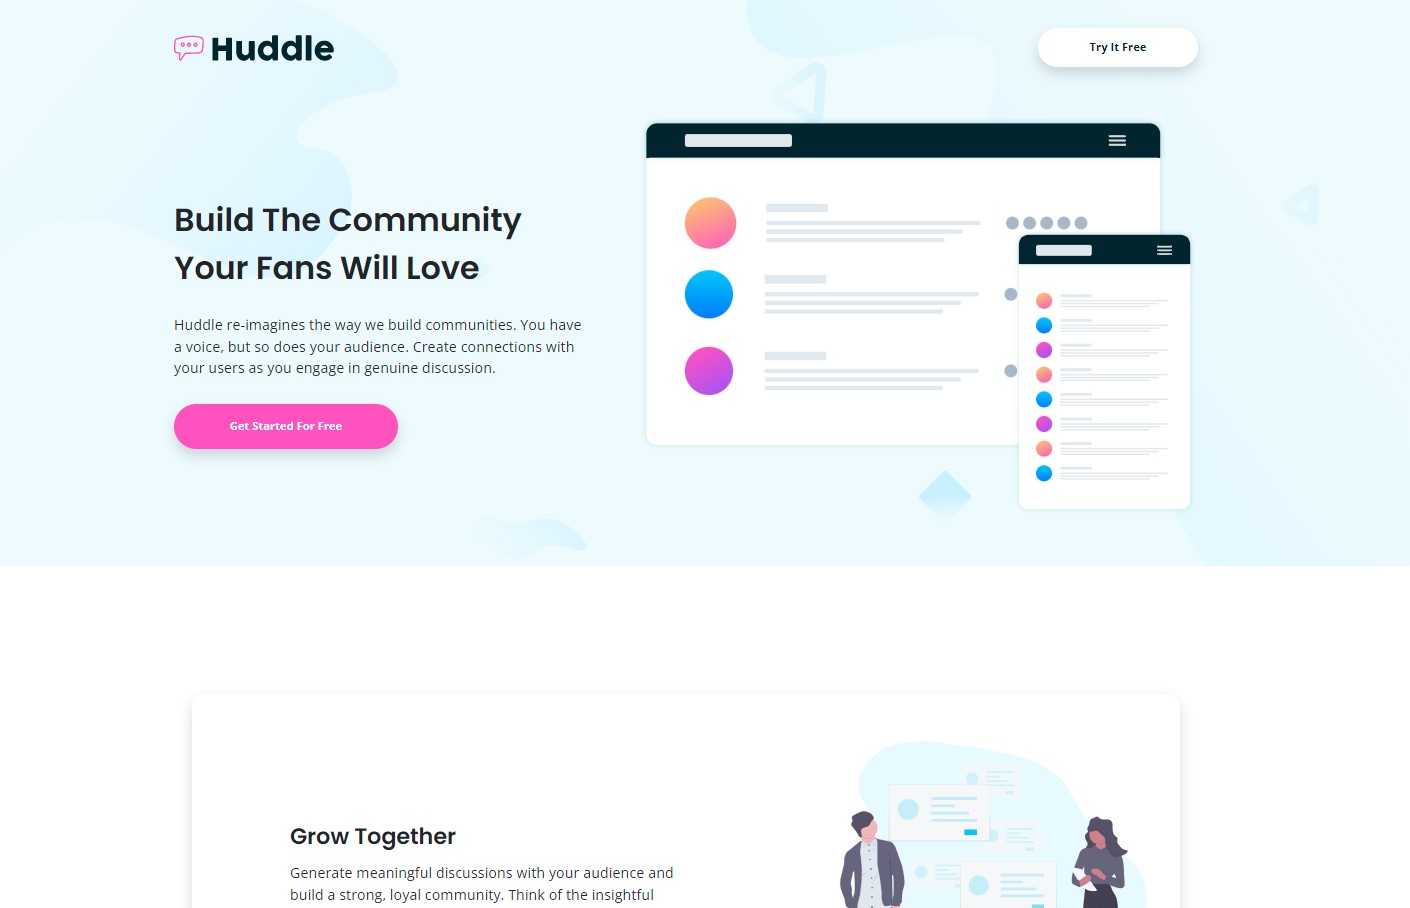 Huddle
Try It Free
Build The Community
Your Fans Will Love
Huddle re-imagines the way we build communities. You have
a voice, but so does your audience. Create connections with
your users as you engage in genuine discussion.
Get Started For Free
Grow Together
Generate meaningful discussions with your audience and
build a strong, loyal community. Think of the insightful